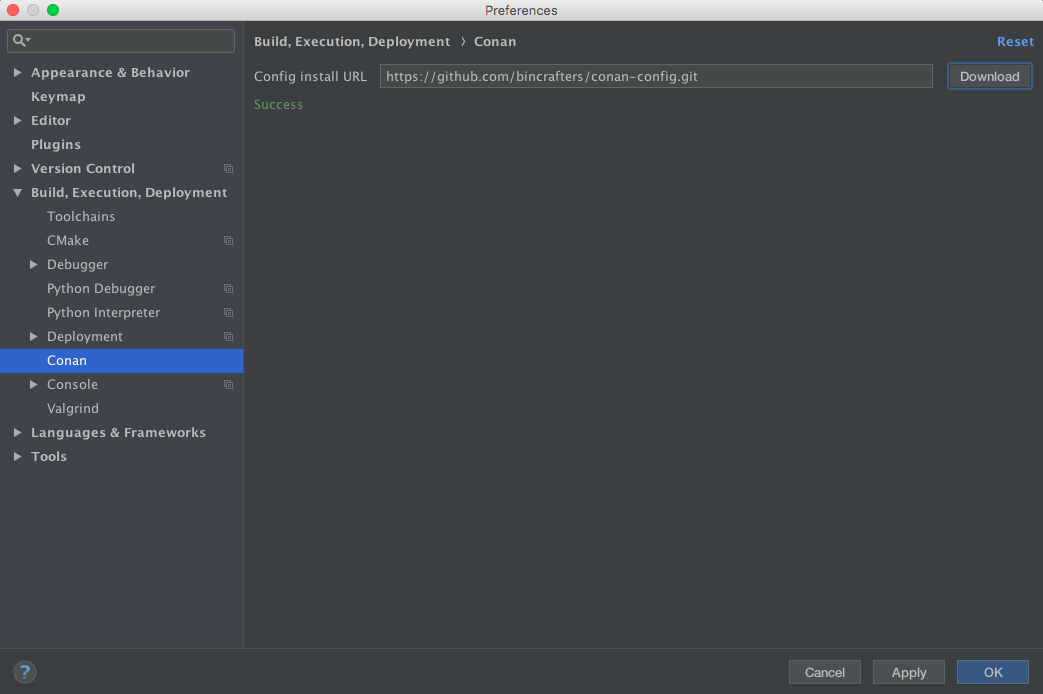 Preferences
Appearance & Behavior
Keymap
Editor
Plugins
Version Control
Build, Execution, Deployment
Toolchains
CMake
Debugger
Python Debugger
Python Interpreter
Deployment
Conan
Console
Valgrind
Languages & Frameworks
Tools
Build, Execution, Deployment › Conan
Reset
Config install URL https://github.com/bincrafters/conan-config.git Download
Success
? Cancel Apply OK